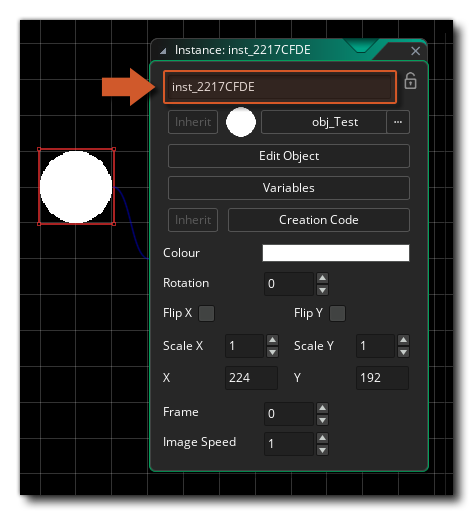 Instance: inst_2217CFDE
inst_2217CFDE
Inherit obj_Test ...
Edit Object
Variables
Inherit Creation Code
Colour
Rotation 0
Flip X Flip Y
Scale X 1 Scale Y 1
X 224 Y 192
Frame 0
Image Speed 1